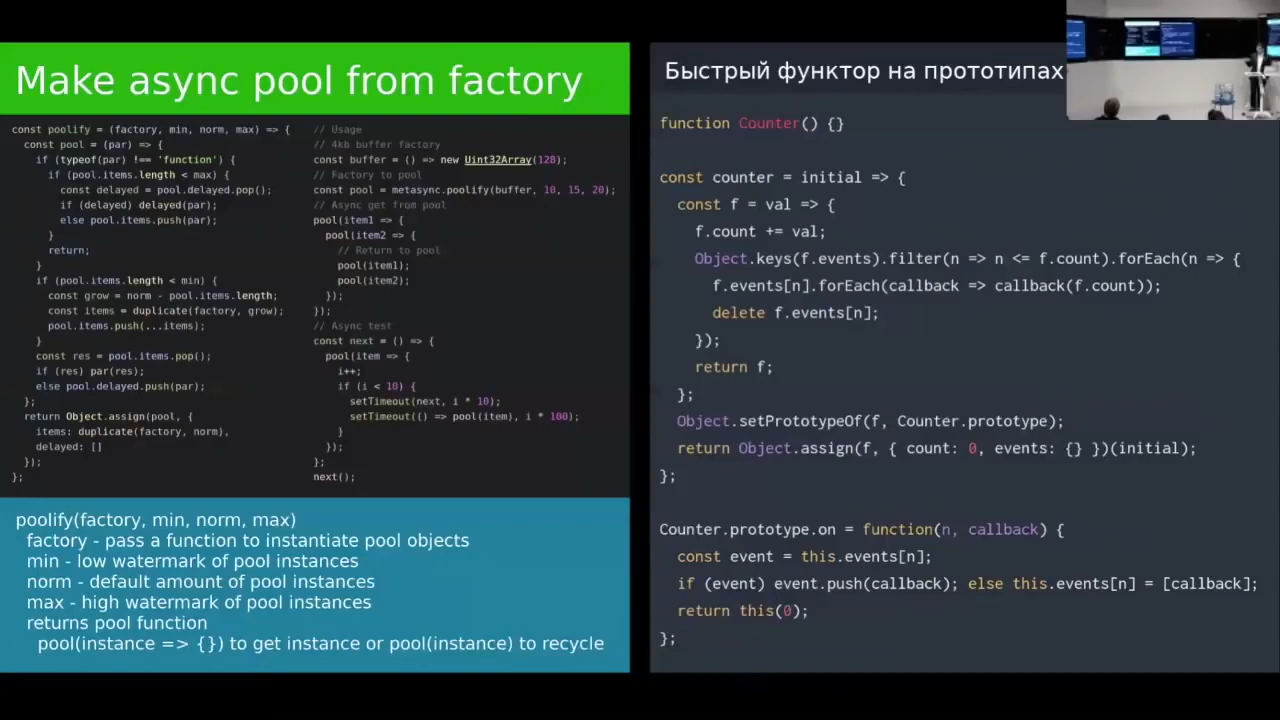 Make async pool from factory
const poolify = (factory, min, norm, max) => {
const pool = (par) => {
if (typeof(par) !== 'function') {
if (pool.items.length < max) {
const delayed = pool.delayed.pop();
if (delayed) delayed(par);
else pool.items.push(par);
}
return;
}
if (pool.items.length < min) {
const grow = norm - pool.items.length;
const items = duplicate(factory, grow);
pool.items.push(...items);
}
const res = pool.items.pop();
if (res) par(res);
else pool.delayed.push(par);
};
return Object.assign(pool, {
items: duplicate(factory, norm),
delayed: []
});
};
// Usage
// 4kb buffer factory
const buffer = () => new Uint32Array(128);
// Factory to pool
const pool = metasync.poolify(buffer, 10, 15, 20);
// Async get from pool
pool(item1 => {
pool(item2 => {
// Return to pool
pool(item1);
pool(item2);
});
});
// Async test
const next = () => {
pool(item => {
i++;
if (i < 10) {
setTimeout(next, i * 10);
setTimeout(() => pool(item), i * 100);
}
});
};
next();
poolify(factory, min, norm, max)
factory - pass a function to instantiate pool objects
min - low watermark of pool instances
norm - default amount of pool instances
max - high watermark of pool instances
returns pool function
pool(instance => {}) to get instance or pool(instance) to recycle
Быстрый функтор на прототипах
function Counter() {}
const counter = initial => {
const f = val => {
f.count += val;
Object.keys(f.events).filter(n => n <= f.count).forEach(n => {
f.events[n].forEach(callback => callback(f.count));
delete f.events[n];
});
return f;
};
Object.setPrototypeOf(f, Counter.prototype);
return Object.assign(f, { count: 0, events: {} })(initial);
};
Counter.prototype.on = function(n, callback) {
const event = this.events[n];
if (event) event.push(callback); else this.events[n] = [callback];
return this(0);
};